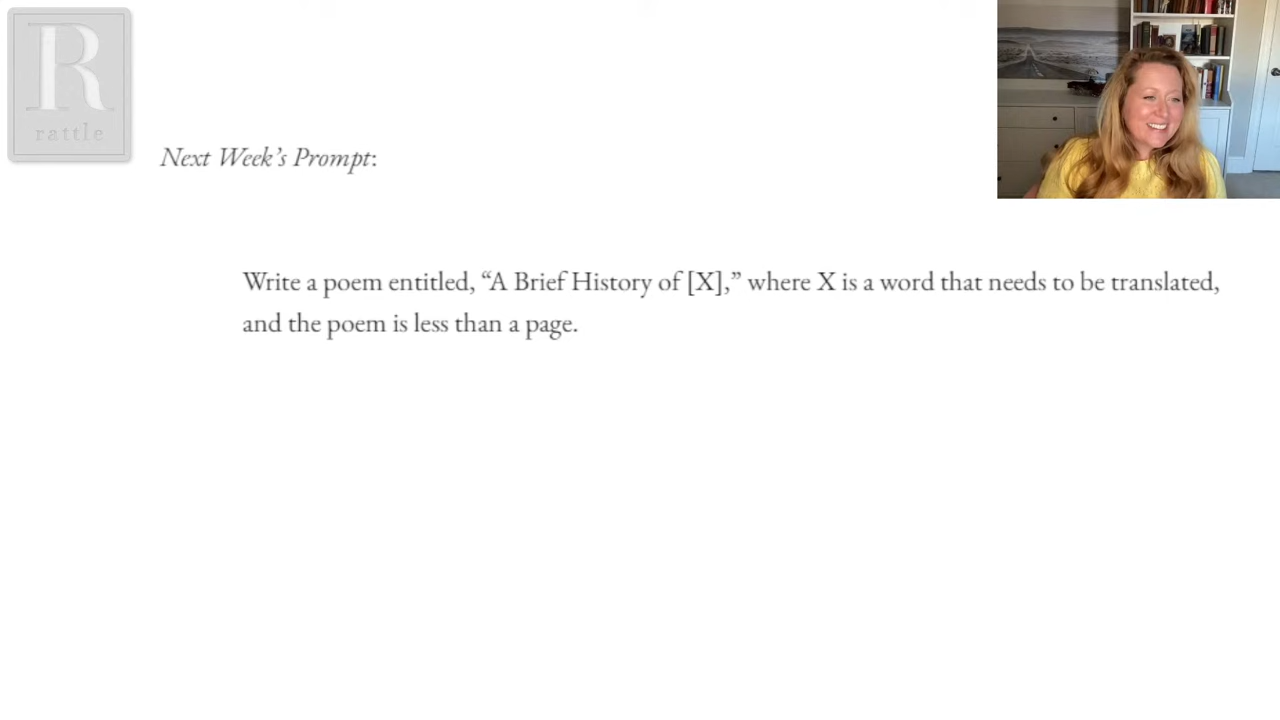 R
rattle
Next Week's Prompt:
Write a poem entitled, “A Brief History of [X],” where X is a word that needs to be translated,
and the poem is less than a page.